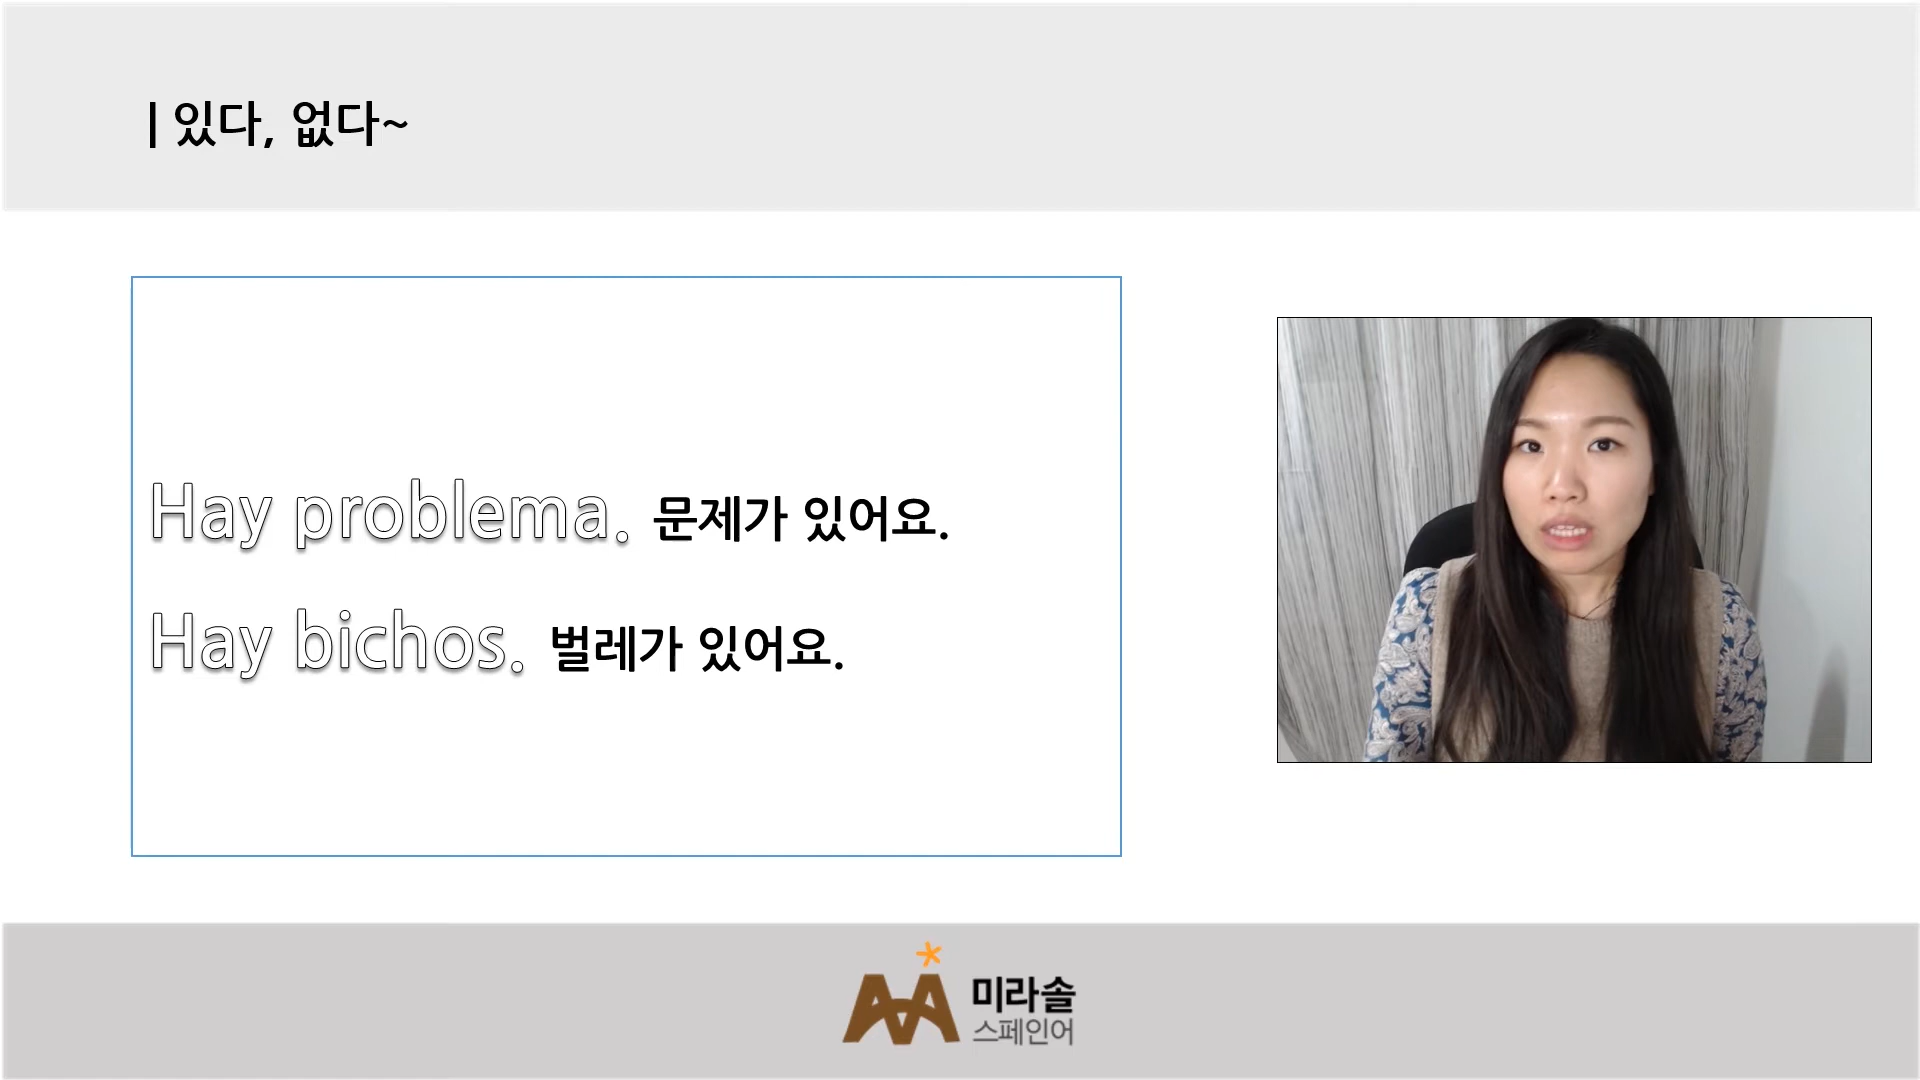 | 있다, 없다~
Hay problema. 문제가 있어요.
Hay bichos. 벌레가 있어요.
미라솔
스페인어